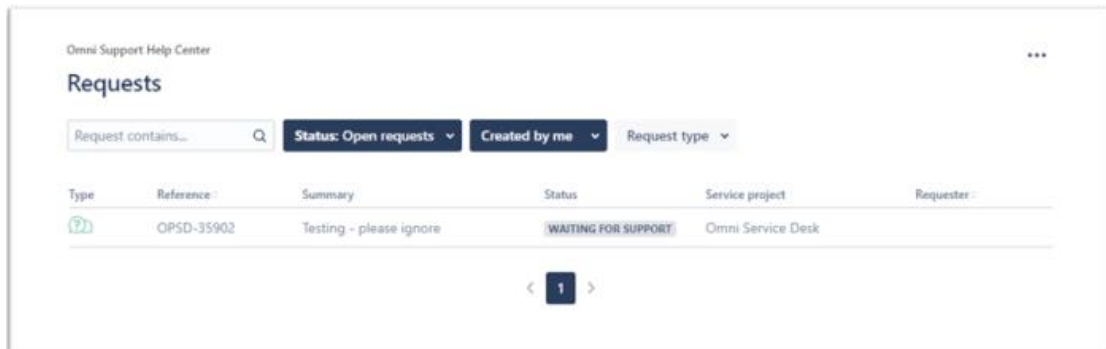 Omni Support Help Center
Requests
Request contains... Status: Open requests Created by me Request type
Type Reference Summary Status Service project Requester
OPSD-35902 Testing - please ignore WAITING FOR SUPPORT Omni Service Desk
1